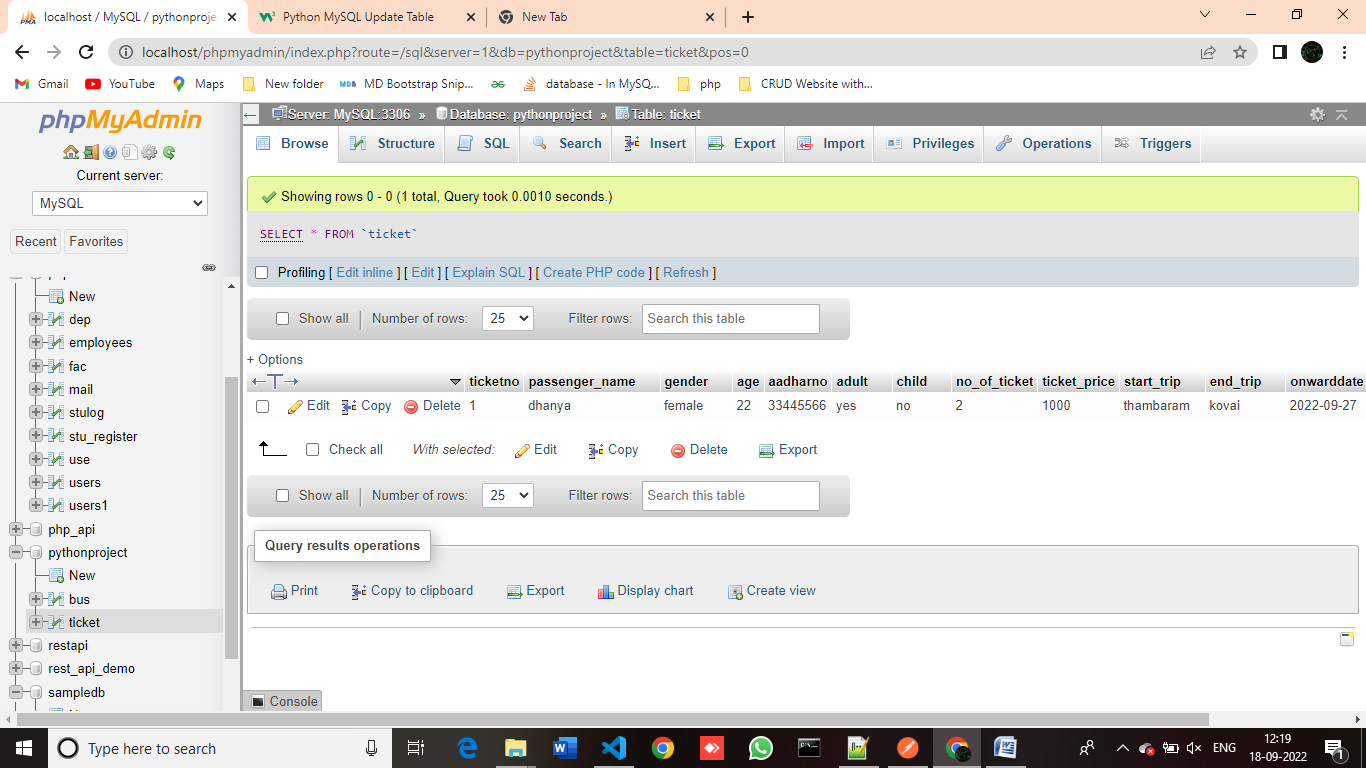 localhost / MySQL / pythonproje
Python MySQL Update Table
New Tab
localhost/phpmyadmin/index.php?route=/sql&server=1&db=pythonproject&table=ticket&pos=0
Gmail YouTube Maps New folder MD Bootstrap Snip... database - In MySQ... php CRUD Website with...
phpMyAdmin
Current server:
MySQL
Recent Favorites
New
dep
employees
fac
mail
stulog
stu_register
use
users
users1
php_api
pythonproject
New
bus
ticket
restapi
rest_api_demo
sampledb
Server: MySQL:3306 » Database: pythonproject » Table: ticket
Browse Structure SQL Search Insert Export Import Privileges Operations Triggers
Showing rows 0 - 0 (1 total, Query took 0.0010 seconds.)
SELECT * FROM `ticket`
Profiling [ Edit inline ] [ Edit ] [ Explain SQL ] [ Create PHP code ] [ Refresh ]
Show all Number of rows: 25 Filter rows: Search this table
+ Options
ticketno passenger_name gender age aadharno adult child no_of_ticket ticket_price start_trip end_trip onwarddate
Edit Copy Delete 1 dhanya female 22 33445566 yes no 2 1000 thambaram kovai 2022-09-27
Check all With selected: Edit Copy Delete Export
Show all Number of rows: 25 Filter rows: Search this table
Query results operations
Print Copy to clipboard Export Display chart Create view
Console
Type here to search
ENG
12:19
18-09-2022
1